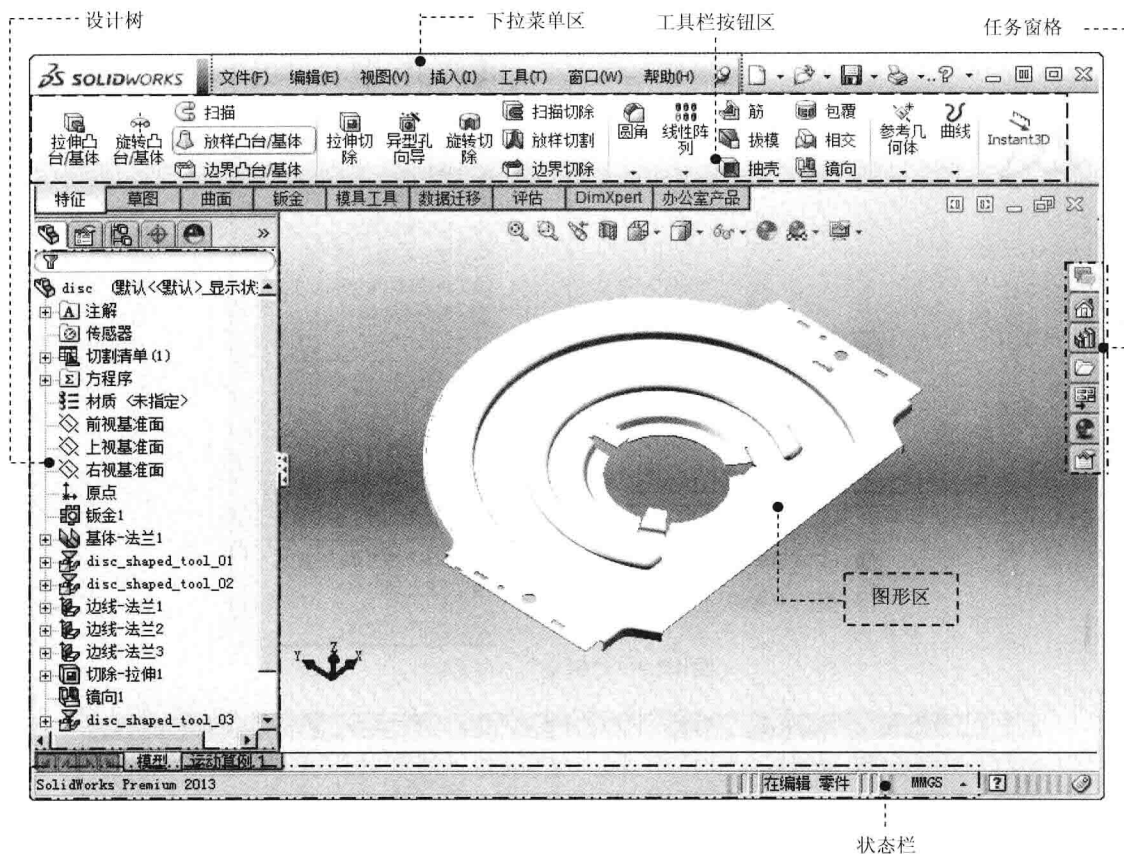 设计树
下拉菜单区
工具栏按钮区
任务窗格
SOLIDWORKS 文件(F) 编辑(E) 视图(V) 插入(I) 工具(T) 窗口(W) 帮助(H)
拉伸凸台/基体
旋转凸台/基体
扫描
放样凸台/基体
边界凸台/基体
拉伸切除
异型孔向导
旋转切除
扫描切除
放样切割
边界切除
圆角
线性阵列
筋
拔模
抽壳
包覆
相交
镜向
参考几何体
曲线
Instant3D
特征 草图 曲面 钣金 模具工具 数据迁移 评估 DimXpert 办公室产品
disc (默认<<默认>_显示状
注解
传感器
切割清单(1)
方程序
材质 <未指定>
前视基准面
上视基准面
右视基准面
原点
钣金1
基体-法兰1
disc_shaped_tool_01
disc_shaped_tool_02
边线-法兰1
边线-法兰2
边线-法兰3
切除-拉伸1
镜向1
disc_shaped_tool_03
图形区
Y Z X
模型 运动算例 1
SolidWorks Premium 2013 在编辑 零件 MMGS
状态栏